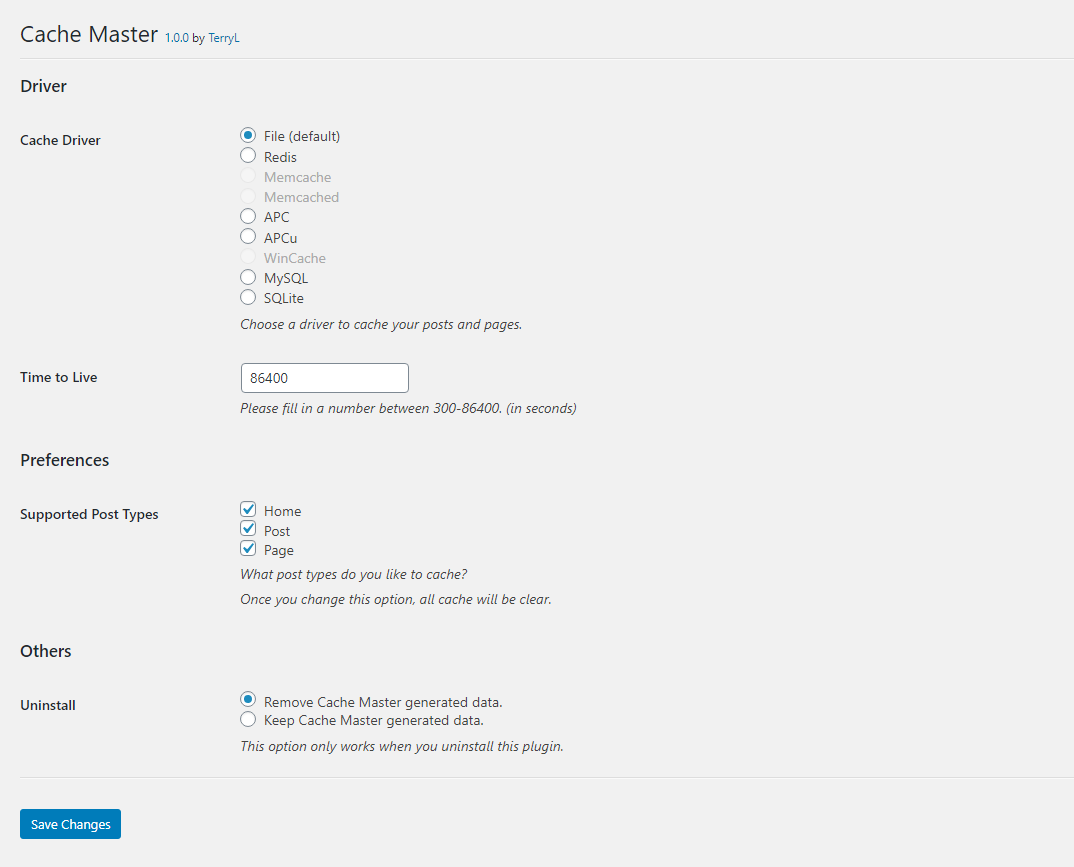 Cache Master 1.0.0 by TerryL
Driver
Cache Driver
File (default)
Redis
Memcache
Memcached
APC
APCu
WinCache
MySQL
SQLite
Choose a driver to cache your posts and pages.
Time to Live
86400
Please fill in a number between 300-86400. (in seconds)
Preferences
Supported Post Types
Home
Post
Page
What post types do you like to cache?
Once you change this option, all cache will be clear.
Others
Uninstall
Remove Cache Master generated data.
Keep Cache Master generated data.
This option only works when you uninstall this plugin.
Save Changes